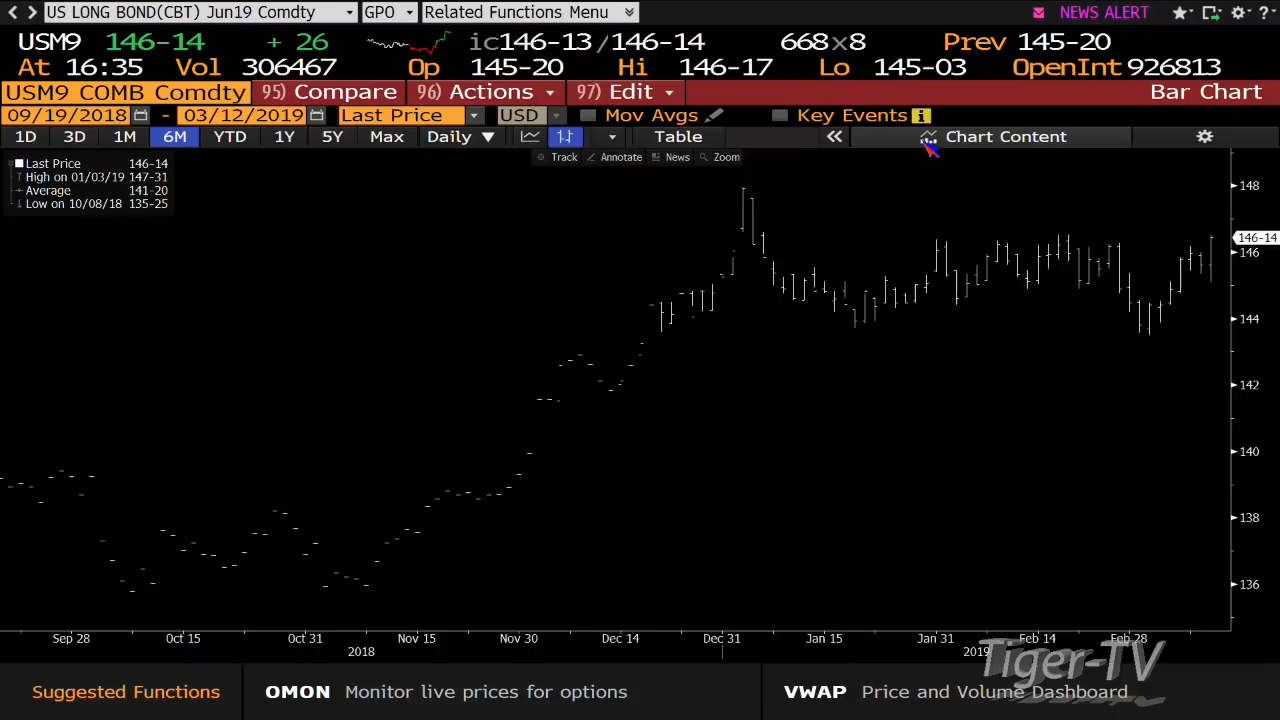 US LONG BOND(CBT) Jun19 Comdty GPO Related Functions Menu NEWS ALERT
USM9 146-14 + 26 ic146-13/146-14 668x8 Prev 145-20
At 16:35 Vol 306467 Op 145-20 Hi 146-17 Lo 145-03 OpenInt 926813
USM9 COMB Comdty 95) Compare 96) Actions 97) Edit Bar Chart
09/19/2018 - 03/12/2019 Last Price USD Mov Avgs Key Events i
1D 3D 1M 6M YTD 1Y 5Y Max Daily Table Chart Content
Track Annotate News Zoom
Last Price 146-14
High on 01/03/19 147-31
Average 141-20
Low on 10/08/18 135-25
148
146-14
146
144
142
140
138
136
Sep 28 Oct 15 Oct 31 Nov 15 Nov 30 Dec 14 Dec 31 Jan 15 Jan 31 Feb 14 Feb 28
2018 2019
Tiger-TV
Suggested Functions OMON Monitor live prices for options VWAP Price and Volume Dashboard